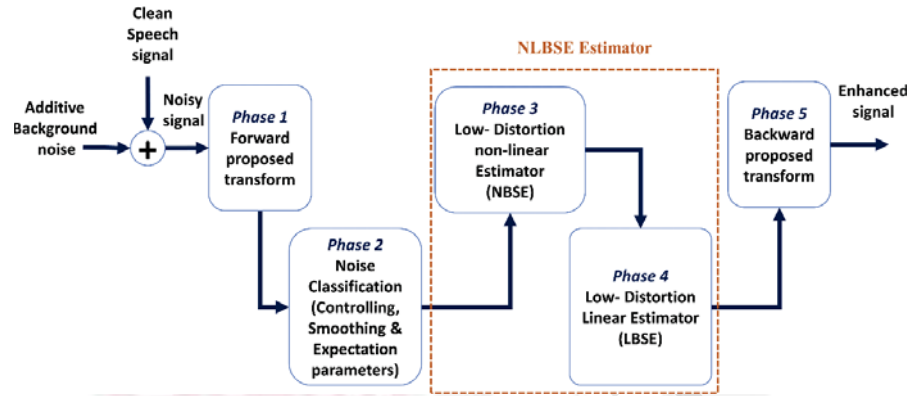 Clean
Speech
signal
Additive
Background
noise
+
Noisy
signal
Phase 1
Forward
proposed
transform
Phase 2
Noise
Classification
(Controlling,
Smoothing &
Expectation
parameters)
NLBSE Estimator
Phase 3
Low- Distortion
non-linear
Estimator
(NBSE)
Phase 4
Low- Distortion
Linear Estimator
(LBSE)
Phase 5
Backward
proposed
transform
Enhanced
signal